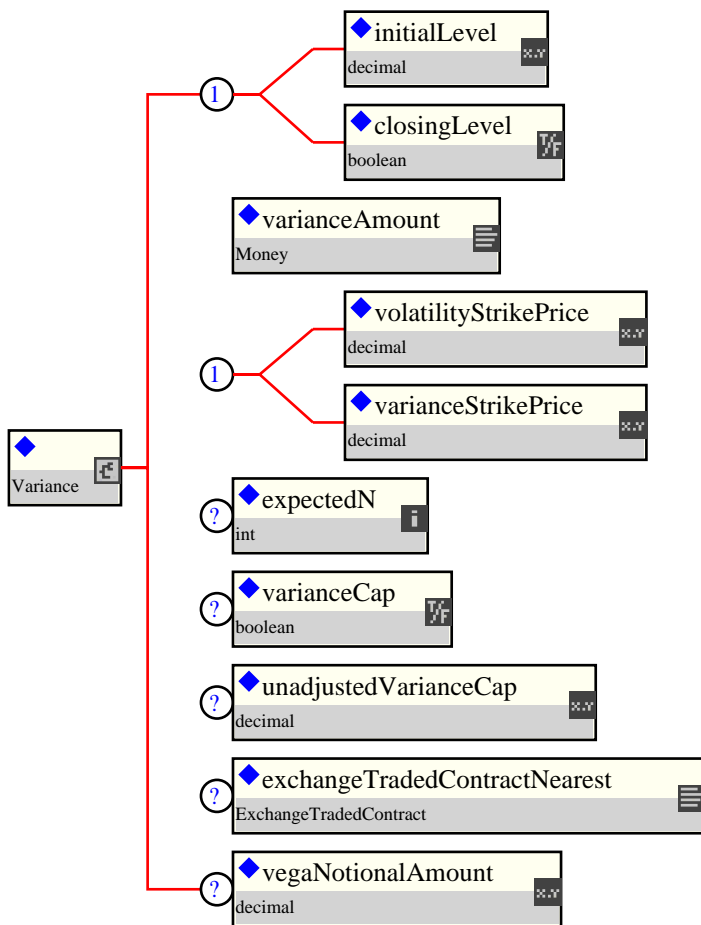 initialLevel
decimal
x.Y
1
closingLevel
boolean
T/F
varianceAmount
Money
volatilityStrikePrice
decimal
x.Y
1
varianceStrikePrice
decimal
x.Y
Variance
?
expectedN
int
i
?
varianceCap
boolean
T/F
?
unadjustedVarianceCap
decimal
x.Y
?
exchangeTradedContractNearest
ExchangeTradedContract
?
vegaNotionalAmount
decimal
x.Y